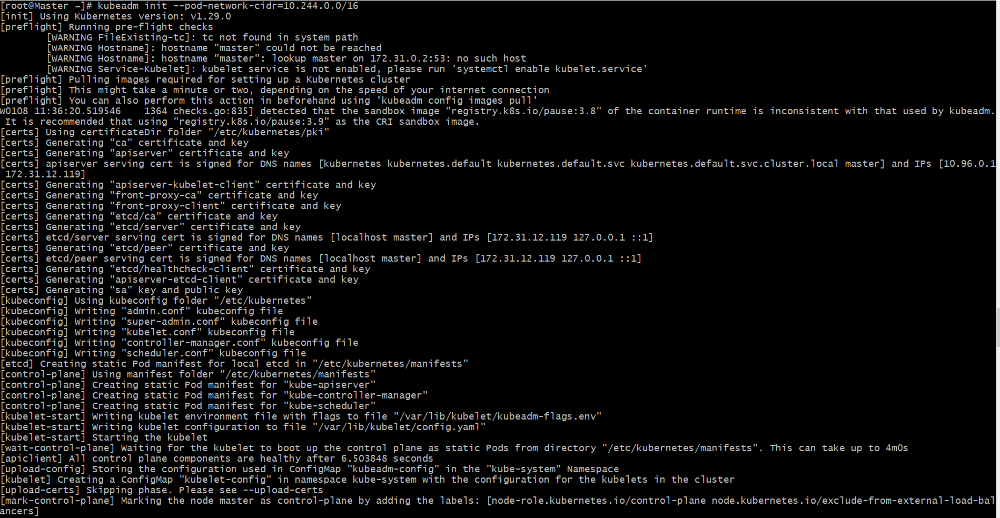 [root@Master ~]# kubeadm init --pod-network-cidr=10.244.0.0/16
[init] Using Kubernetes version: v1.29.0
[preflight] Running pre-flight checks
        [WARNING FileExisting-tc]: tc not found in system path
        [WARNING Hostname]: hostname "master" could not be reached
        [WARNING Hostname]: hostname "master": lookup master on 172.31.0.2:53: no such host
        [WARNING Service-Kubelet]: kubelet service is not enabled, please run 'systemctl enable kubelet.service'
[preflight] Pulling images required for setting up a Kubernetes cluster
[preflight] This might take a minute or two, depending on the speed of your internet connection
[preflight] You can also perform this action in beforehand using 'kubeadm config images pull'
W0108 11:36:20.519546    1364 checks.go:835] detected that the sandbox image "registry.k8s.io/pause:3.8" of the container runtime is inconsistent with that used by kubeadm.
 It is recommended that using "registry.k8s.io/pause:3.9" as the CRI sandbox image.
[certs] Using certificateDir folder "/etc/kubernetes/pki"
[certs] Generating "ca" certificate and key
[certs] Generating "apiserver" certificate and key
[certs] apiserver serving cert is signed for DNS names [kubernetes kubernetes.default kubernetes.default.svc kubernetes.default.svc.cluster.local master] and IPs [10.96.0.1
 172.31.12.119]
[certs] Generating "apiserver-kubelet-client" certificate and key
[certs] Generating "front-proxy-ca" certificate and key
[certs] Generating "front-proxy-client" certificate and key
[certs] Generating "etcd/ca" certificate and key
[certs] Generating "etcd/server" certificate and key
[certs] etcd/server serving cert is signed for DNS names [localhost master] and IPs [172.31.12.119 127.0.0.1 ::1]
[certs] Generating "etcd/peer" certificate and key
[certs] etcd/peer serving cert is signed for DNS names [localhost master] and IPs [172.31.12.119 127.0.0.1 ::1]
[certs] Generating "etcd/healthcheck-client" certificate and key
[certs] Generating "apiserver-etcd-client" certificate and key
[certs] Generating "sa" key and public key
[kubeconfig] Using kubeconfig folder "/etc/kubernetes"
[kubeconfig] Writing "admin.conf" kubeconfig file
[kubeconfig] Writing "super-admin.conf" kubeconfig file
[kubeconfig] Writing "kubelet.conf" kubeconfig file
[kubeconfig] Writing "controller-manager.conf" kubeconfig file
[kubeconfig] Writing "scheduler.conf" kubeconfig file
[etcd] Creating static Pod manifest for local etcd in "/etc/kubernetes/manifests"
[control-plane] Using manifest folder "/etc/kubernetes/manifests"
[control-plane] Creating static Pod manifest for "kube-apiserver"
[control-plane] Creating static Pod manifest for "kube-controller-manager"
[control-plane] Creating static Pod manifest for "kube-scheduler"
[kubelet-start] Writing kubelet environment file with flags to file "/var/lib/kubelet/kubeadm-flags.env"
[kubelet-start] Writing kubelet configuration to file "/var/lib/kubelet/config.yaml"
[kubelet-start] Starting the kubelet
[wait-control-plane] Waiting for the kubelet to boot up the control plane as static Pods from directory "/etc/kubernetes/manifests". This can take up to 4m0s
[apiclient] All control plane components are healthy after 6.503848 seconds
[upload-config] Storing the configuration used in ConfigMap "kubeadm-config" in the "kube-system" Namespace
[kubelet] Creating a ConfigMap "kubelet-config" in namespace kube-system with the configuration for the kubelets in the cluster
[upload-certs] Skipping phase. Please see --upload-certs
[mark-control-plane] Marking the node master as control-plane by adding the labels: [node-role.kubernetes.io/control-plane node.kubernetes.io/exclude-from-external-load-bal
ancers]